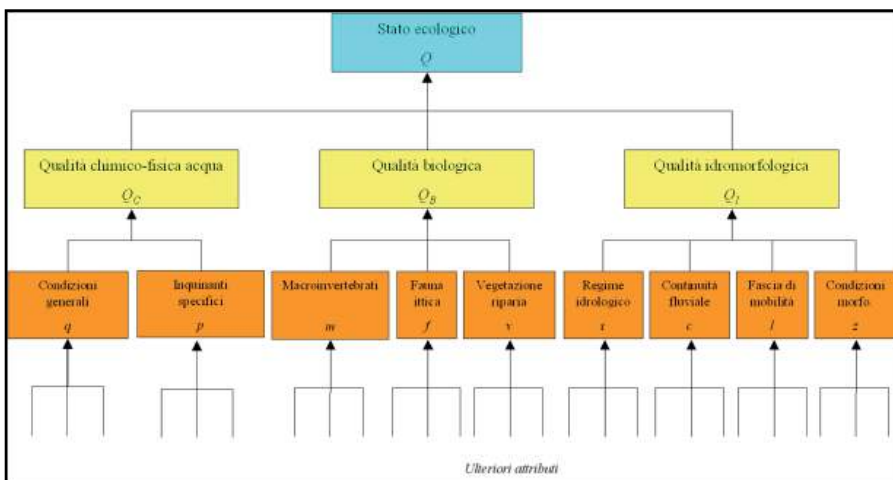 Stato ecologico
Q
Qualità chimico-fisica acqua
Q_C
Qualità biologica
Q_B
Qualità idromorfologica
Q_I
Condizioni
generali
q
Inquinanti
specifici
p
Macroinvertebrati
m
Fauna
ittica
f
Vegetazione
riparia
v
Regime
idrologico
s
Continuità
fluviale
c
Fascia di
mobilità
l
Condizioni
morfo.
z
Ulteriori attributi